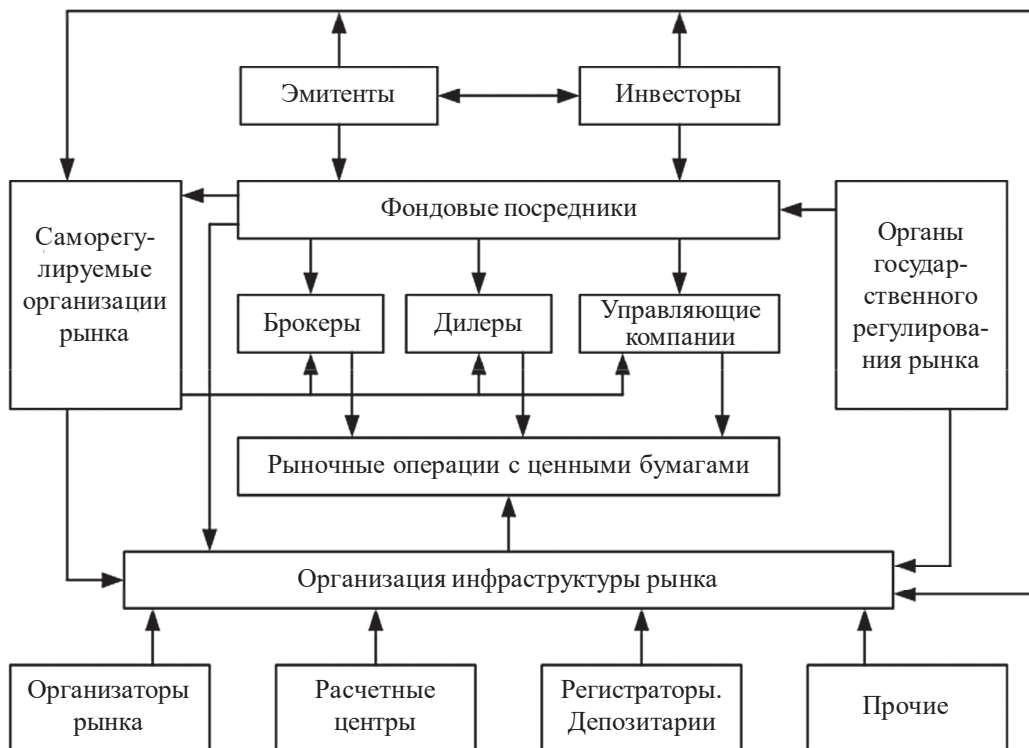 Эмитенты
Инвесторы
Фондовые посредники
Саморегу-
лируемые
организации
рынка
Органы
государ-
ственного
регулирова-
ния рынка
Брокеры
Дилеры
Управляющие
компании
Рыночные операции с ценными бумагами
Организация инфраструктуры рынка
Организаторы
рынка
Расчетные
центры
Регистраторы.
Депозитарии
Прочие